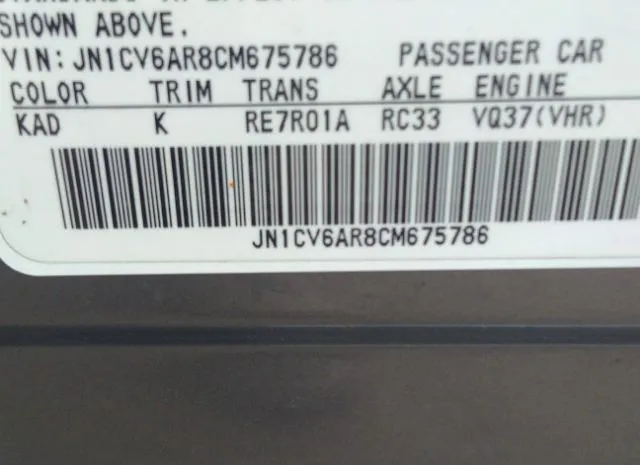 SHOWN ABOVE.
VIN:JN1CV6AR8CM675786 PASSENGER CAR
COLOR TRIM TRANS AXLE ENGINE
KAD K RE7R01A RC33 VQ37(VHR)
JN1CV6AR8CM675786